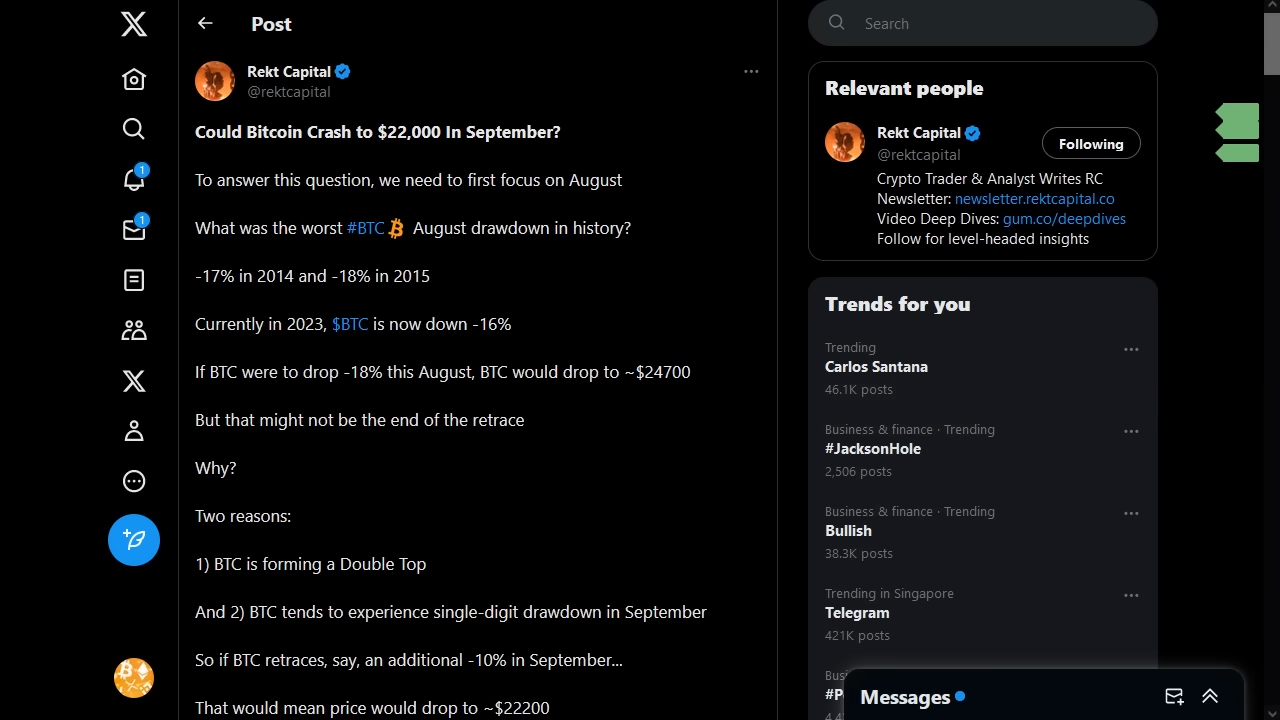 Post
Rekt Capital
@rektcapital
Could Bitcoin Crash to $22,000 In September?
To answer this question, we need to first focus on August
What was the worst #BTC August drawdown in history?
-17% in 2014 and -18% in 2015
Currently in 2023, $BTC is now down -16%
If BTC were to drop -18% this August, BTC would drop to ~$24700
But that might not be the end of the retrace
Why?
Two reasons:
1) BTC is forming a Double Top
And 2) BTC tends to experience single-digit drawdown in September
So if BTC retraces, say, an additional -10% in September...
That would mean price would drop to ~$22200
1
1
Search
Relevant people
Rekt Capital
@rektcapital
Following
Crypto Trader & Analyst Writes RC
Newsletter: newsletter.rektcapital.co
Video Deep Dives: gum.co/deepdives
Follow for level-headed insights
Trends for you
Trending
Carlos Santana
46.1K posts
Business & finance · Trending
#JacksonHole
2,506 posts
Business & finance · Trending
Bullish
38.3K posts
Trending in Singapore
Telegram
421K posts
Messages